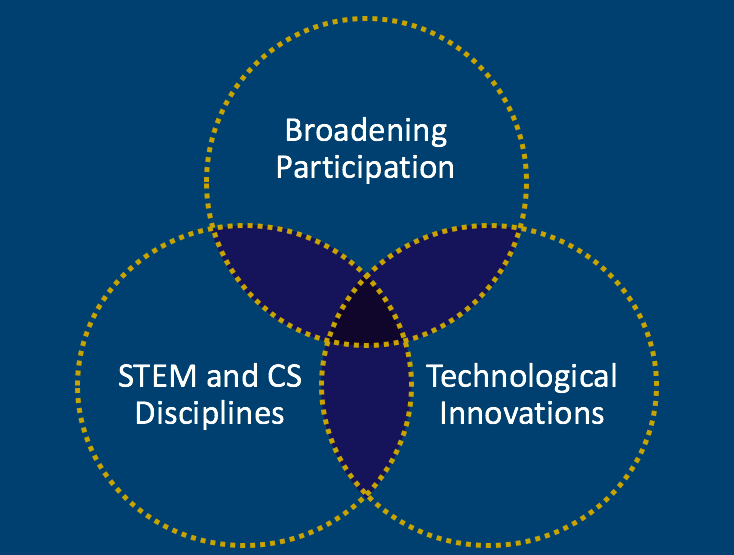 Broadening
Participation
STEM and CS
Disciplines
Technological
Innovations